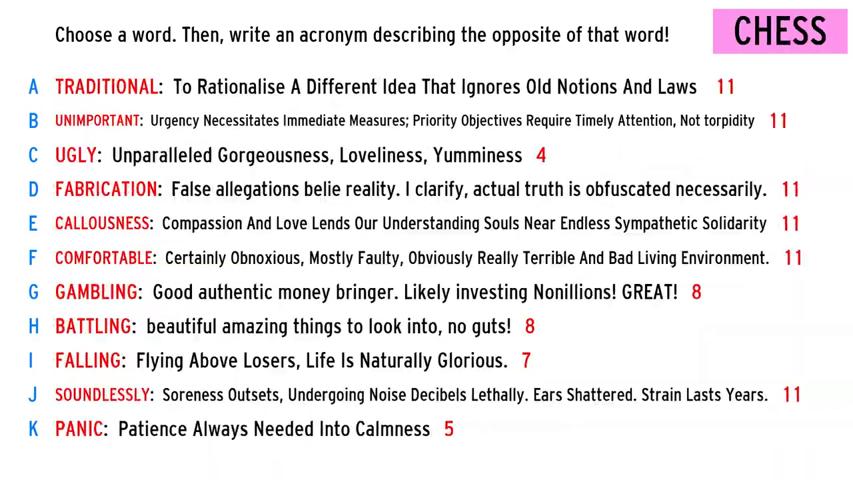 Choose a word. Then, write an acronym describing the opposite of that word!
CHESS
A TRADITIONAL: To Rationalise A Different Idea That Ignores Old Notions And Laws 11
B UNIMPORTANT: Urgency Necessitates Immediate Measures; Priority Objectives Require Timely Attention, Not torpidity 11
C UGLY: Unparalleled Gorgeousness, Loveliness, Yumminess 4
D FABRICATION: False allegations belie reality. I clarify, actual truth is obfuscated necessarily. 11
E CALLOUSNESS: Compassion And Love Lends Our Understanding Souls Near Endless Sympathetic Solidarity 11
F COMFORTABLE: Certainly Obnoxious, Mostly Faulty, Obviously Really Terrible And Bad Living Environment. 11
G GAMBLING: Good authentic money bringer. Likely investing Nonillions! GREAT! 8
H BATTLING: beautiful amazing things to look into, no guts! 8
I FALLING: Flying Above Losers, Life Is Naturally Glorious. 7
J SOUNDLESSLY: Soreness Outsets, Undergoing Noise Decibels Lethally. Ears Shattered. Strain Lasts Years. 11
K PANIC: Patience Always Needed Into Calmness 5